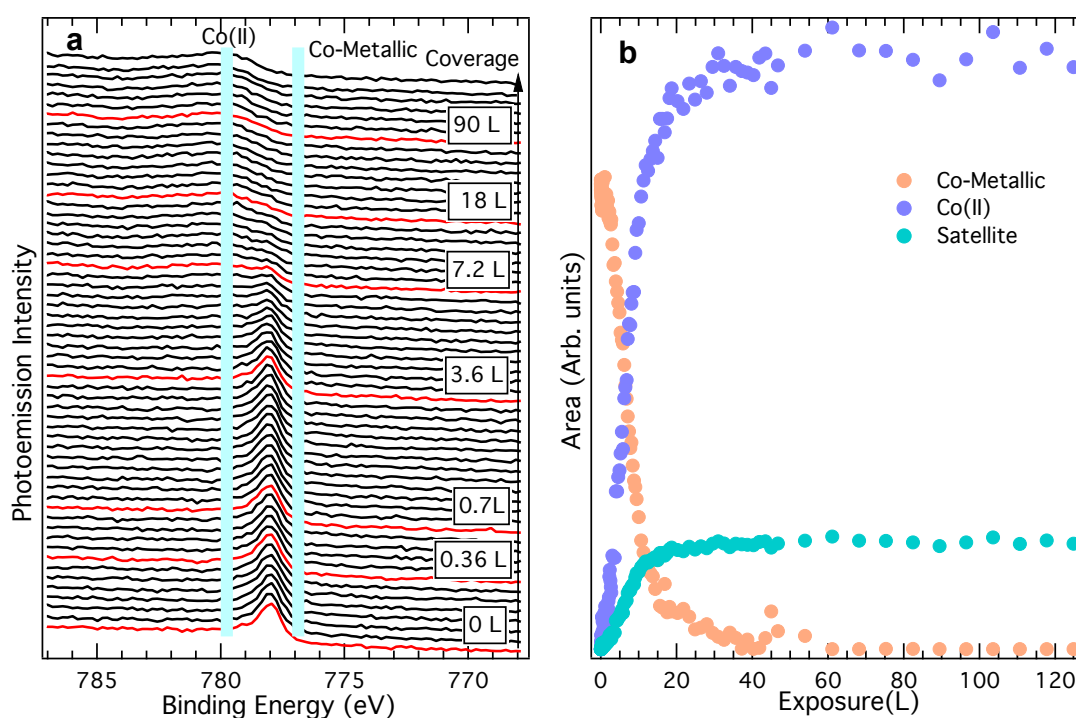 a
Co(II)
Co-Metallic
Coverage
90 L
18 L
7.2 L
3.6 L
0.7L
0.36 L
0 L
Photoemission Intensity
785
780
775
770
Binding Energy (eV)
b
Co-Metallic
Co(II)
Satellite
Area (Arb. units)
0
20
40
60
80
100
120
Exposure(L)